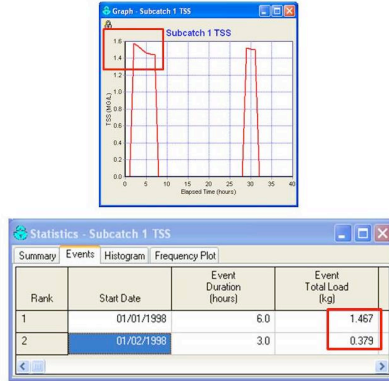 Graph - Subcatch 1 TSS
Subcatch 1 TSS
1.6
1.4
1.2
1.0
0.8
0.6
0.4
0.2
0.0
TSS (MG/L)
0 5 10 15 20 25 30 35 40
Elapsed Time (hours)
Statistics - Subcatch 1 TSS
Summary Events Histogram Frequency Plot
Rank Start Date Event Duration (hours) Event Total Load (kg)
1 01/01/1998 6.0 1.467
2 01/02/1998 3.0 0.379